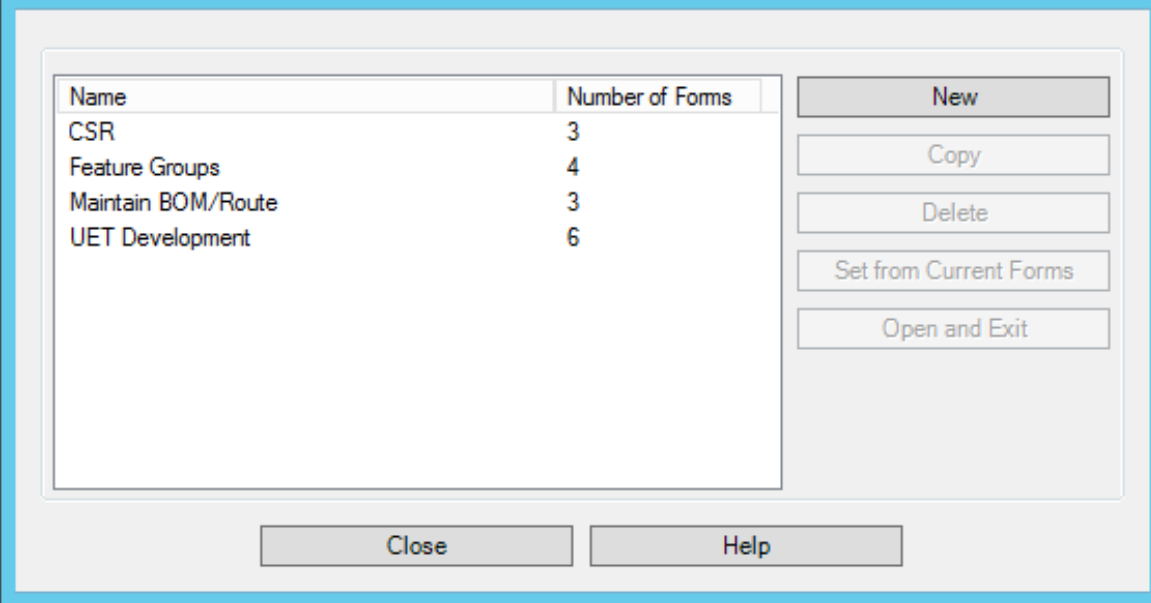 Name Number of Forms
CSR 3
Feature Groups 4
Maintain BOM/Route 3
UET Development 6
New
Copy
Delete
Set from Current Forms
Open and Exit
Close Help